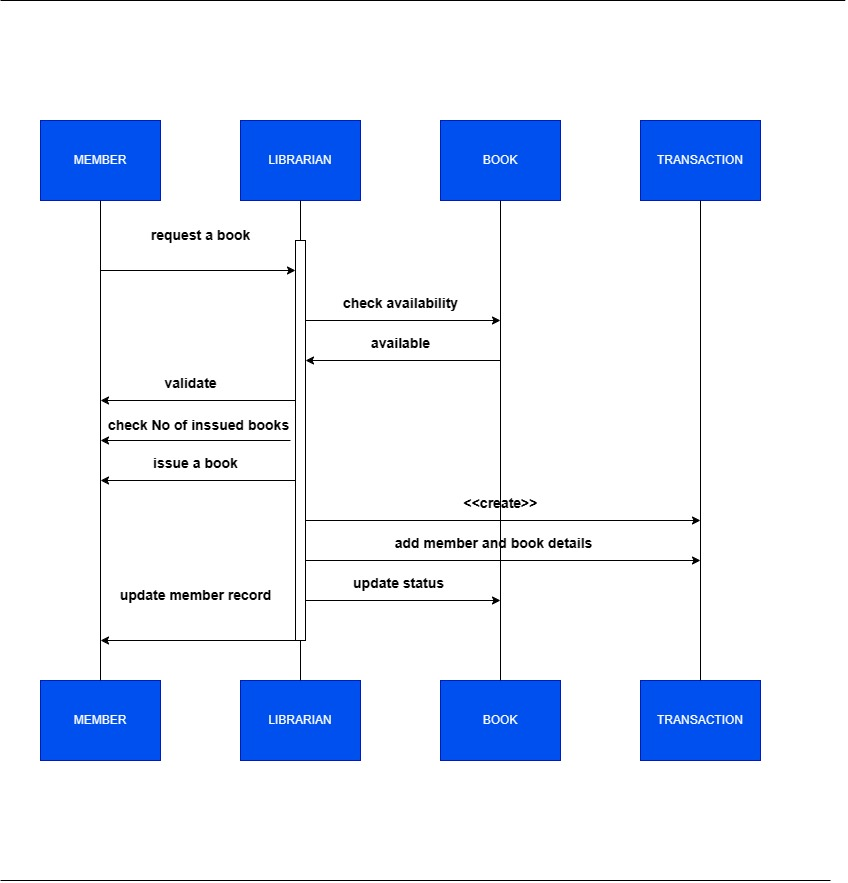 MEMBER
LIBRARIAN
BOOK
TRANSACTION
request a book
check availability
available
validate
check No of inssued books
issue a book
<<create>>
add member and book details
update status
update member record
MEMBER
LIBRARIAN
BOOK
TRANSACTION